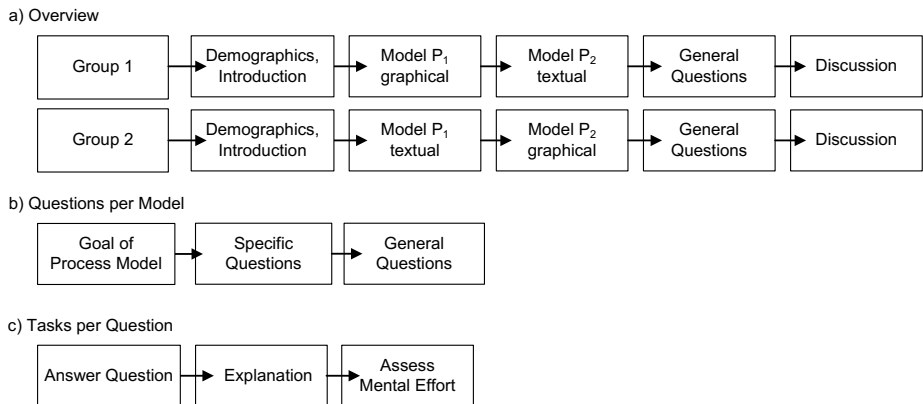 a) Overview
Group 1
Demographics,
Introduction
Model P₁
graphical
Model P₂
textual
General
Questions
Discussion
Group 2
Demographics,
Introduction
Model P₁
textual
Model P₂
graphical
General
Questions
Discussion
b) Questions per Model
Goal of
Process Model
Specific
Questions
General
Questions
c) Tasks per Question
Answer Question
Explanation
Assess
Mental Effort